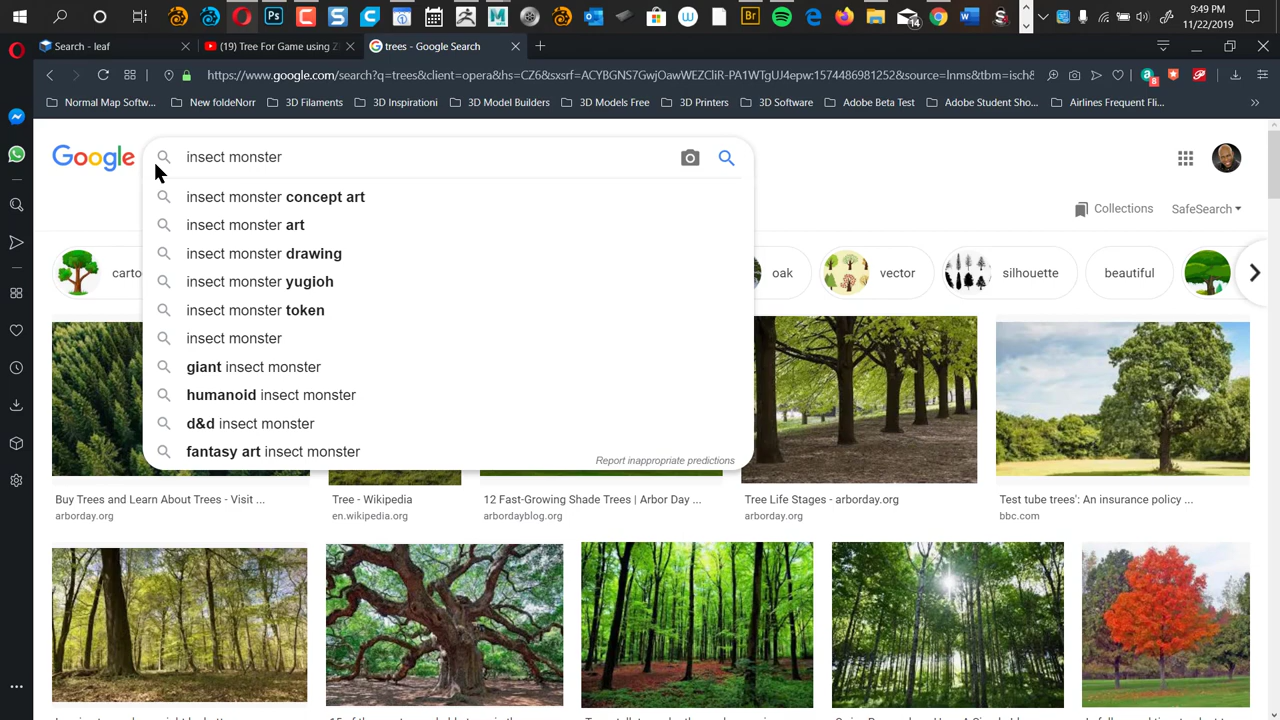 9:49 PM
11/22/2019
Search - leaf
(19) Tree For Game using Z
trees - Google Search
https://www.google.com/search?q=trees&client=opera&hs=CZ6&sxsrf=ACYBGNS7GwjOawWEZCliR-PA1WTgUJ4epw:1574486981252&source=lnms&tbm=isch&
Normal Map Softw...
New foldeNorr
3D Filaments
3D Inspirationi
3D Model Builders
3D Models Free
3D Printers
3D Software
Adobe Beta Test
Adobe Student Sho...
Airlines Frequent Fli...
Google
insect monster
insect monster concept art
insect monster art
insect monster drawing
insect monster yugioh
insect monster token
insect monster
giant insect monster
humanoid insect monster
d&d insect monster
fantasy art insect monster
Report inappropriate predictions
Collections
SafeSearch
carto
oak
vector
silhouette
beautiful
Buy Trees and Learn About Trees - Visit ...
arborday.org
Tree - Wikipedia
en.wikipedia.org
12 Fast-Growing Shade Trees | Arbor Day ...
arbordayblog.org
Tree Life Stages - arborday.org
arborday.org
Test tube trees': An insurance policy ...
bbc.com